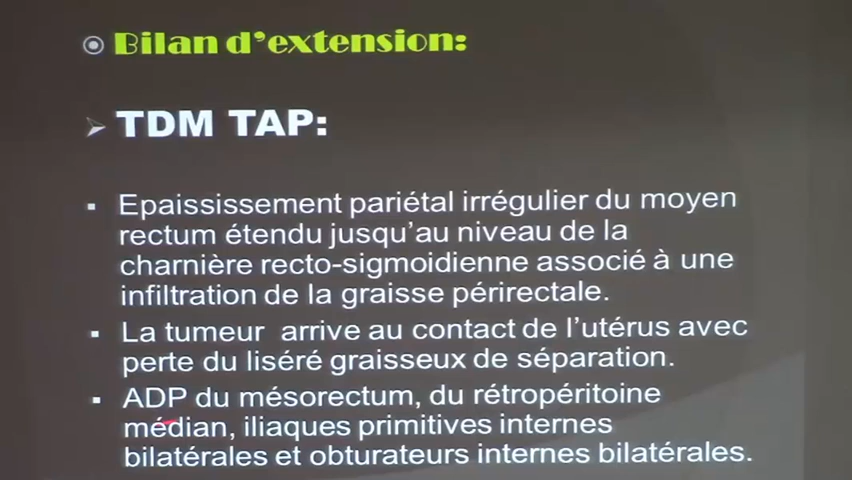 Bilan d'extension:
TDM TAP:
Epaississement pariétal irrégulier du moyen
rectum étendu jusqu'au niveau de la
charnière recto-sigmoidienne associé à une
infiltration de la graisse périrectale.
La tumeur arrive au contact de l'utérus avec
perte du liséré graisseux de séparation.
ADP du mésorectum, du rétropéritoine
médian, iliaques primitives internes
bilatérales et obturateurs internes bilatérales.